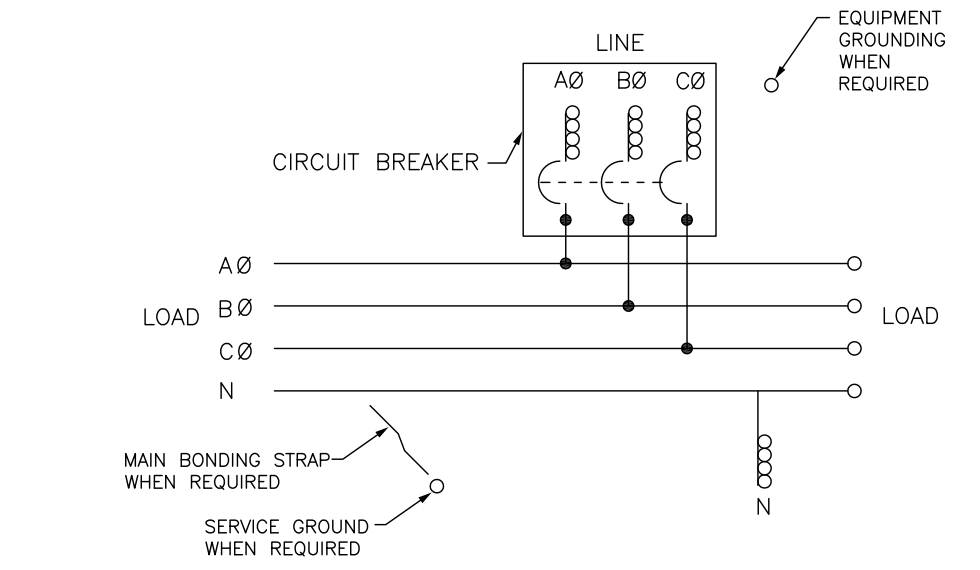 EQUIPMENT
GROUNDING
WHEN
REQUIRED
LINE
AØ BØ CØ
CIRCUIT BREAKER
AØ
BØ
LOAD
LOAD
CØ
N
MAIN BONDING STRAP
WHEN REQUIRED
N
SERVICE GROUND
WHEN REQUIRED